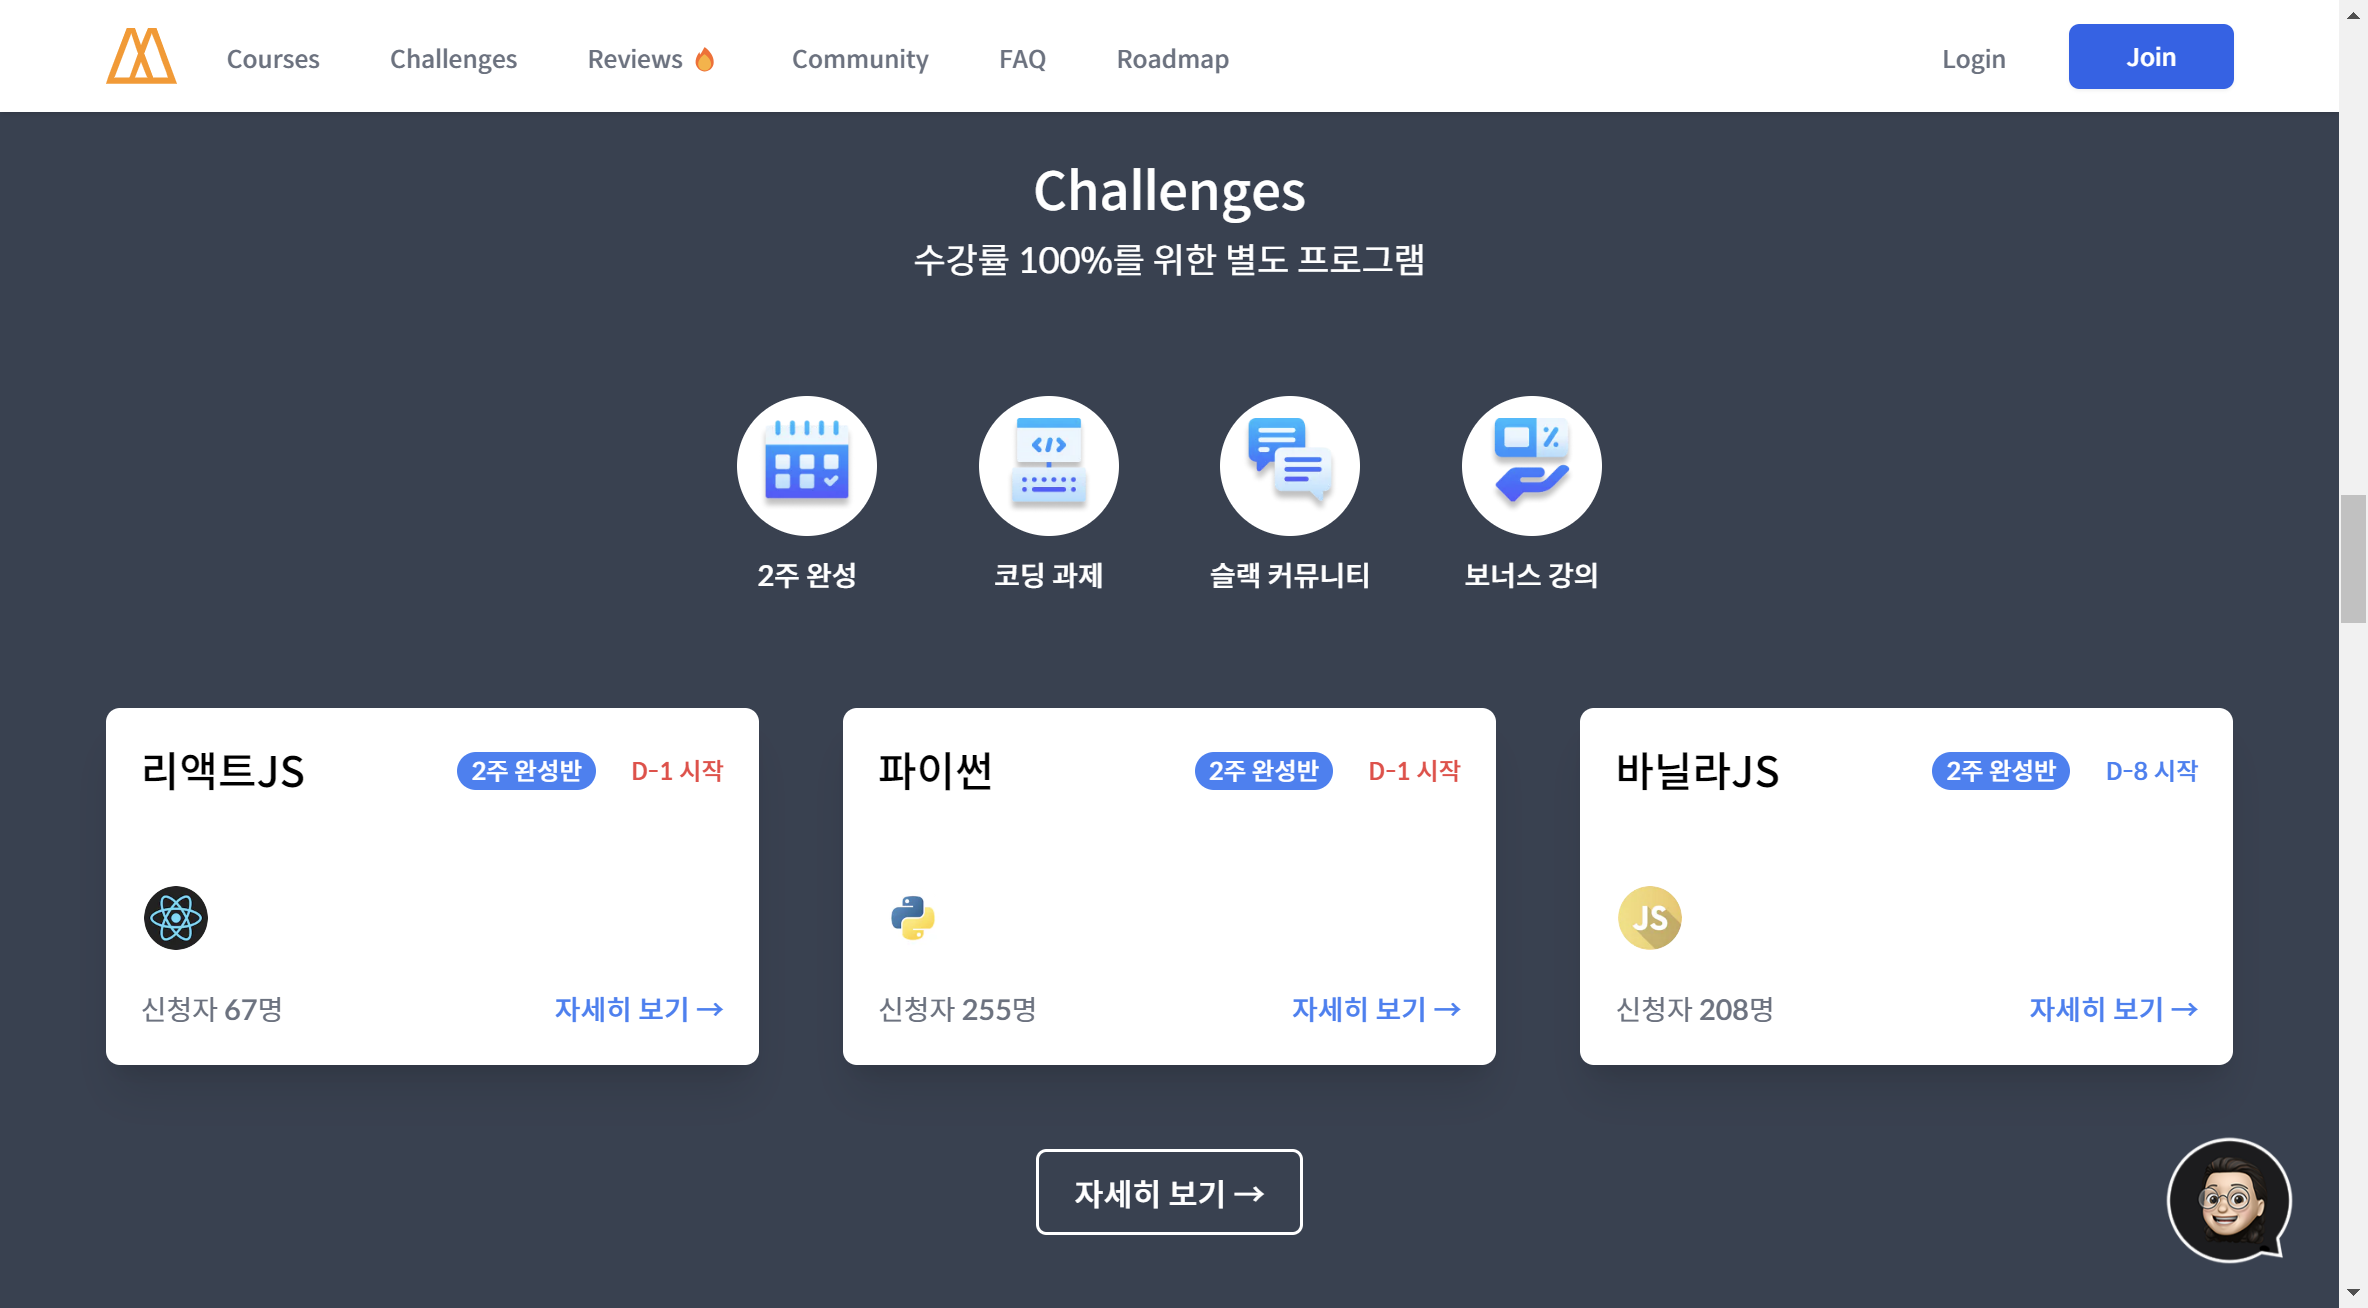 Courses Challenges Reviews 🔥 Community FAQ Roadmap Login Join
Challenges
수강률 100%를 위한 별도 프로그램
2주 완성 코딩 과제 슬랙 커뮤니티 보너스 강의
리액트JS 2주 완성반 D-1 시작
신청자 67명 자세히 보기 →
파이썬 2주 완성반 D-1 시작
신청자 255명 자세히 보기 →
바닐라JS 2주 완성반 D-8 시작
JS
신청자 208명 자세히 보기 →
자세히 보기 →